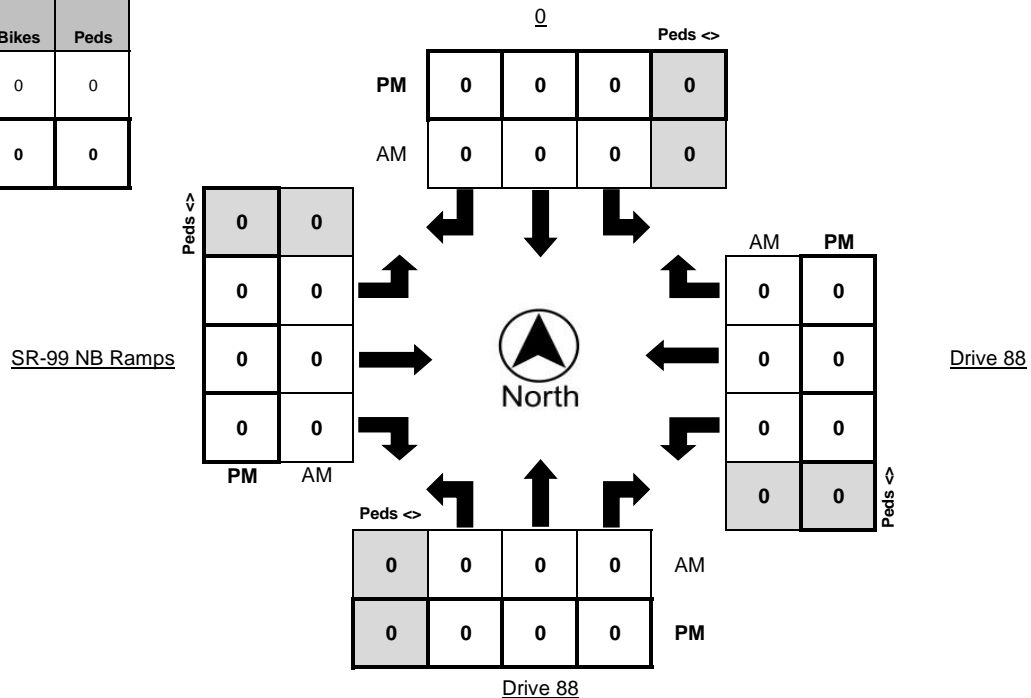 Bikes Peds
0 0
0 0
0
Peds <>
PM 0 0 0 0
AM 0 0 0 0
Peds <>
0 0
0 0
0 0
0 0
PM AM
SR-99 NB Ramps
North
AM PM
0 0
0 0
0 0
0 0
Peds <>
Drive 88
Peds <>
0 0 0 0 AM
0 0 0 0 PM
Drive 88